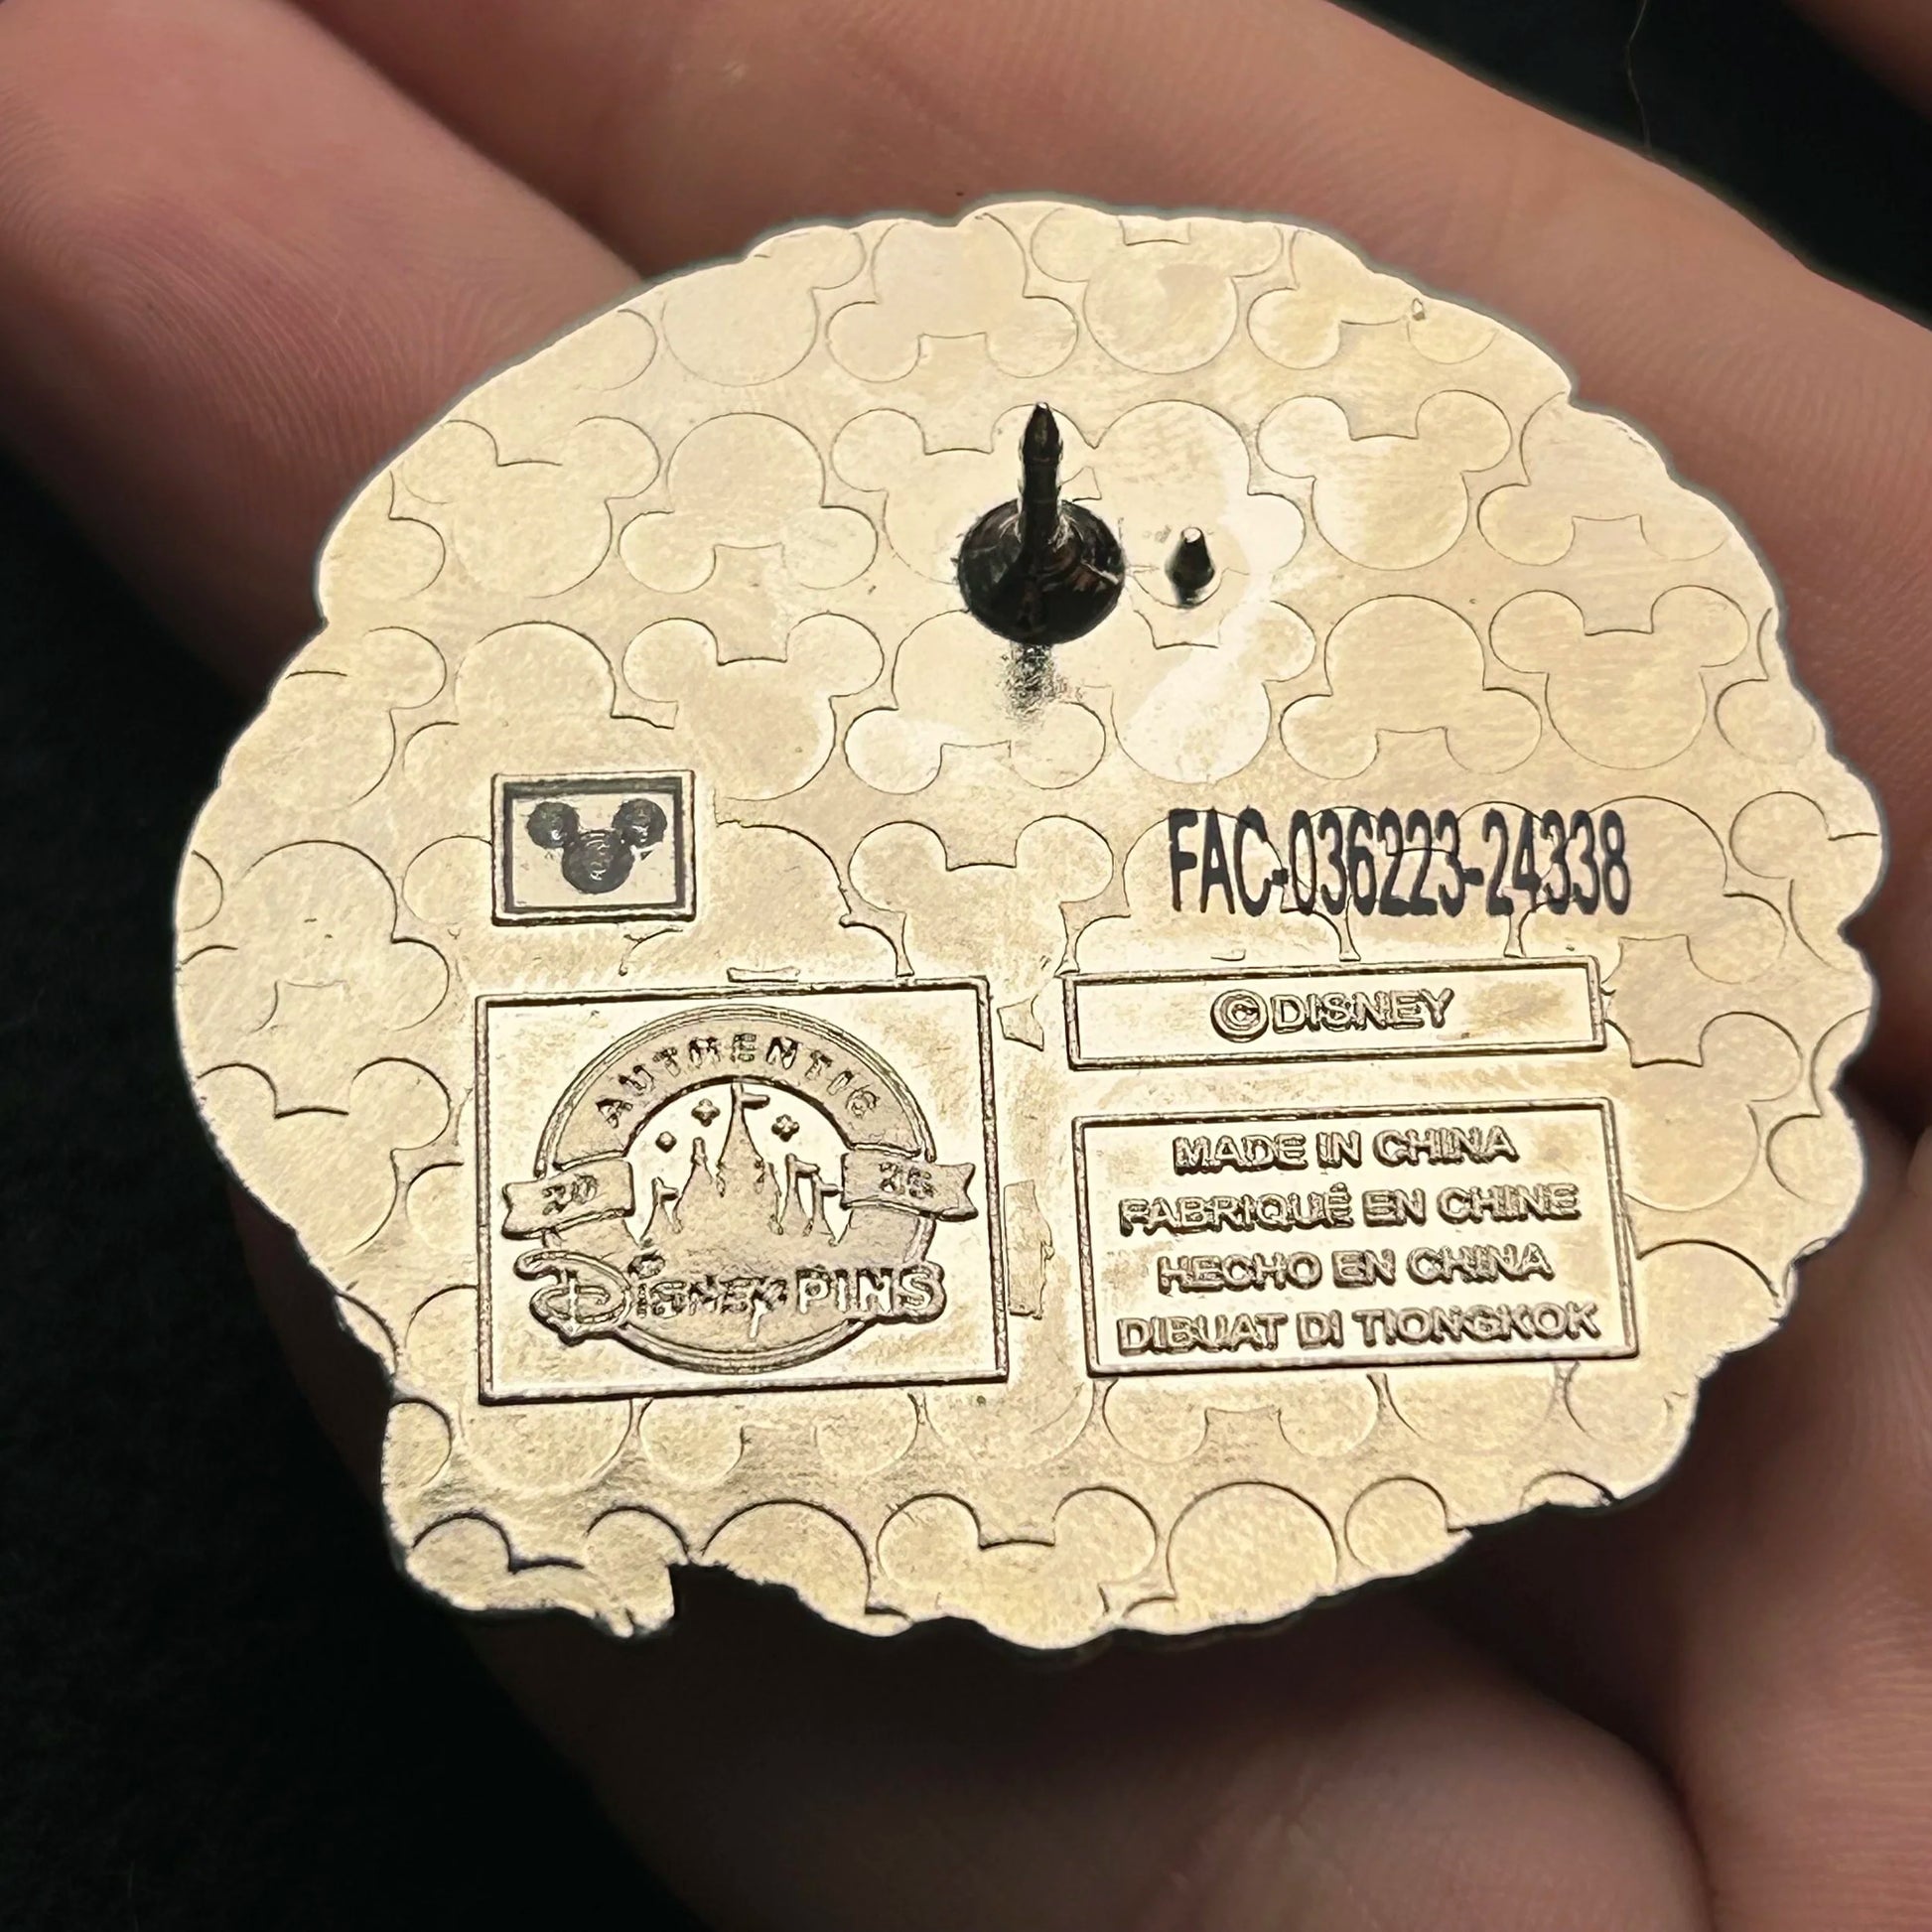 FAC-036223-24338
©DISNEY
AUTHENTIC
20 25
Disney PINS
MADE IN CHINA
FABRIQUÉ EN CHINE
HECHO EN CHINA
DIBUAT DI TIONGKOK